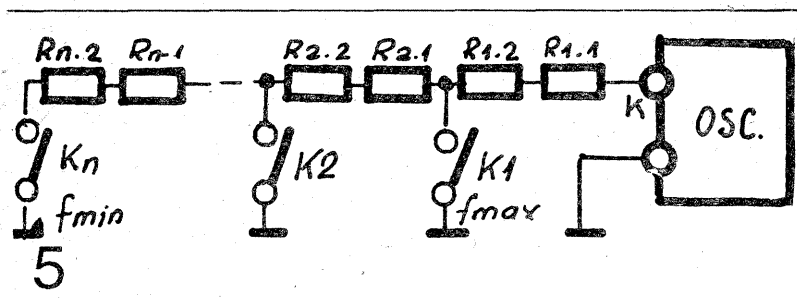 Rn.2 Rn-1 R2.2 R2.1 R1.2 R1.1
K OSC.
Kn K2 K1
fmin fmax
5